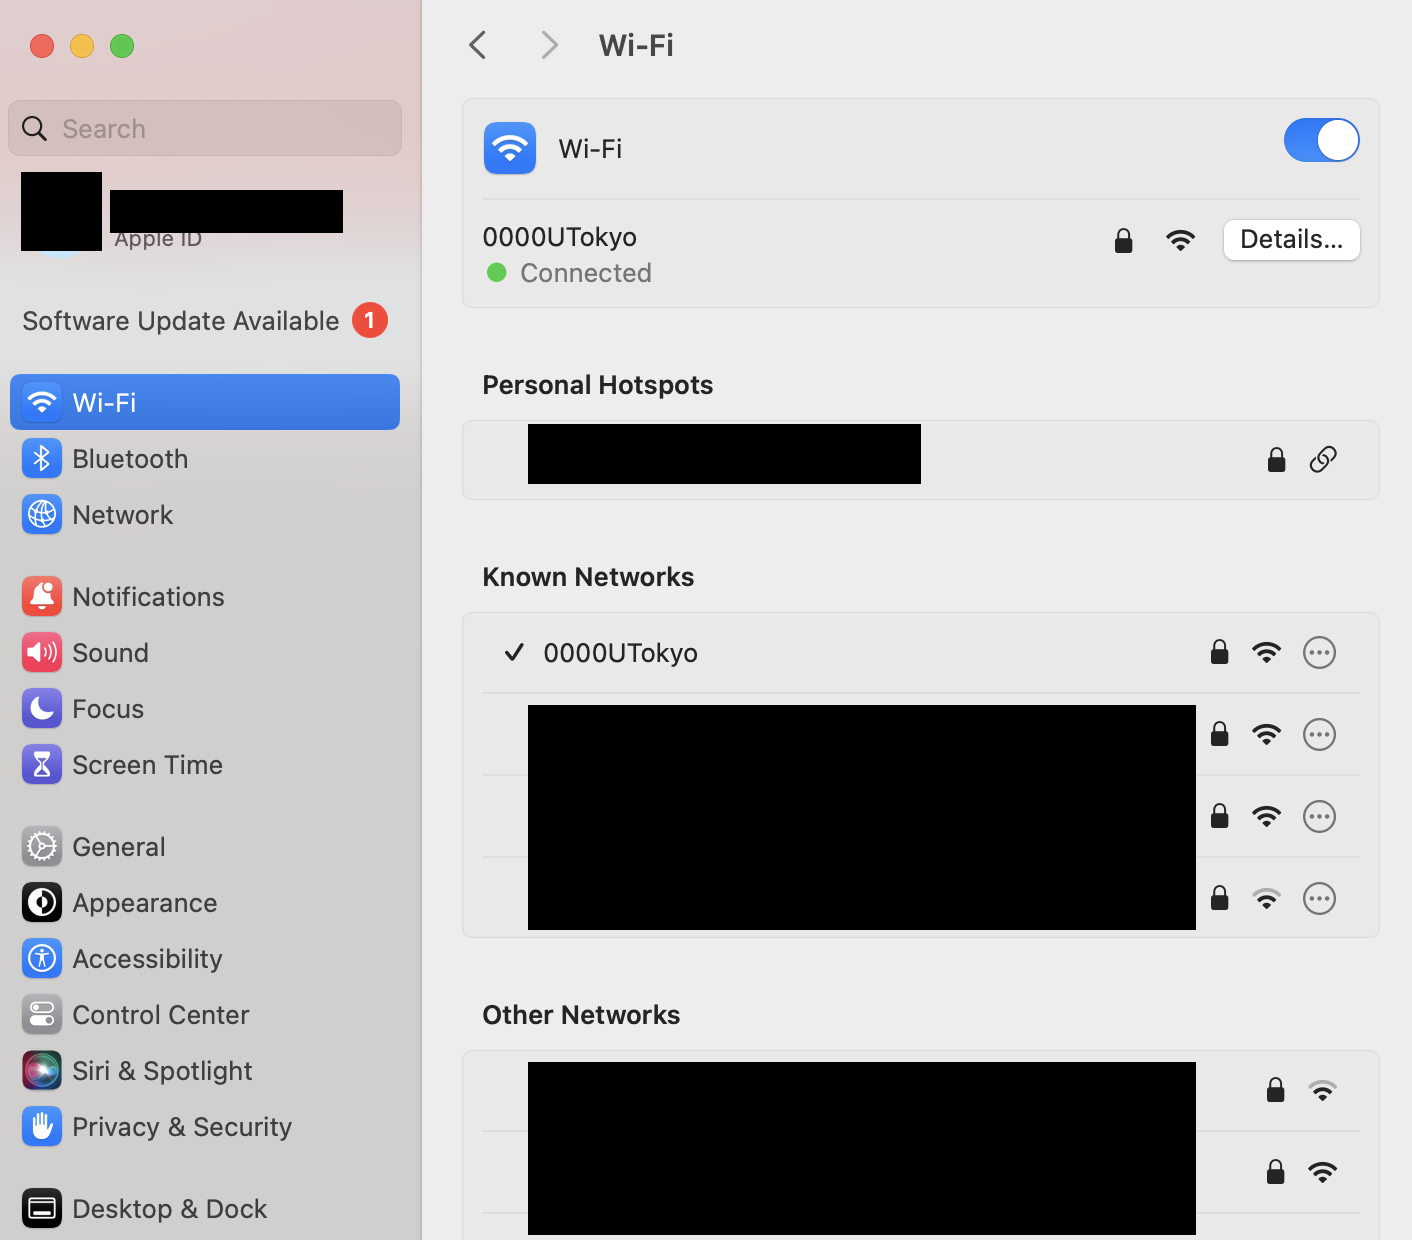 Search
Apple ID
Software Update Available 1
Wi-Fi
Bluetooth
Network
Notifications
Sound
Focus
Screen Time
General
Appearance
Accessibility
Control Center
Siri & Spotlight
Privacy & Security
Desktop & Dock
Wi-Fi
Wi-Fi
0000UTokyo
Details...
Connected
Personal Hotspots
Known Networks
0000UTokyo
Other Networks